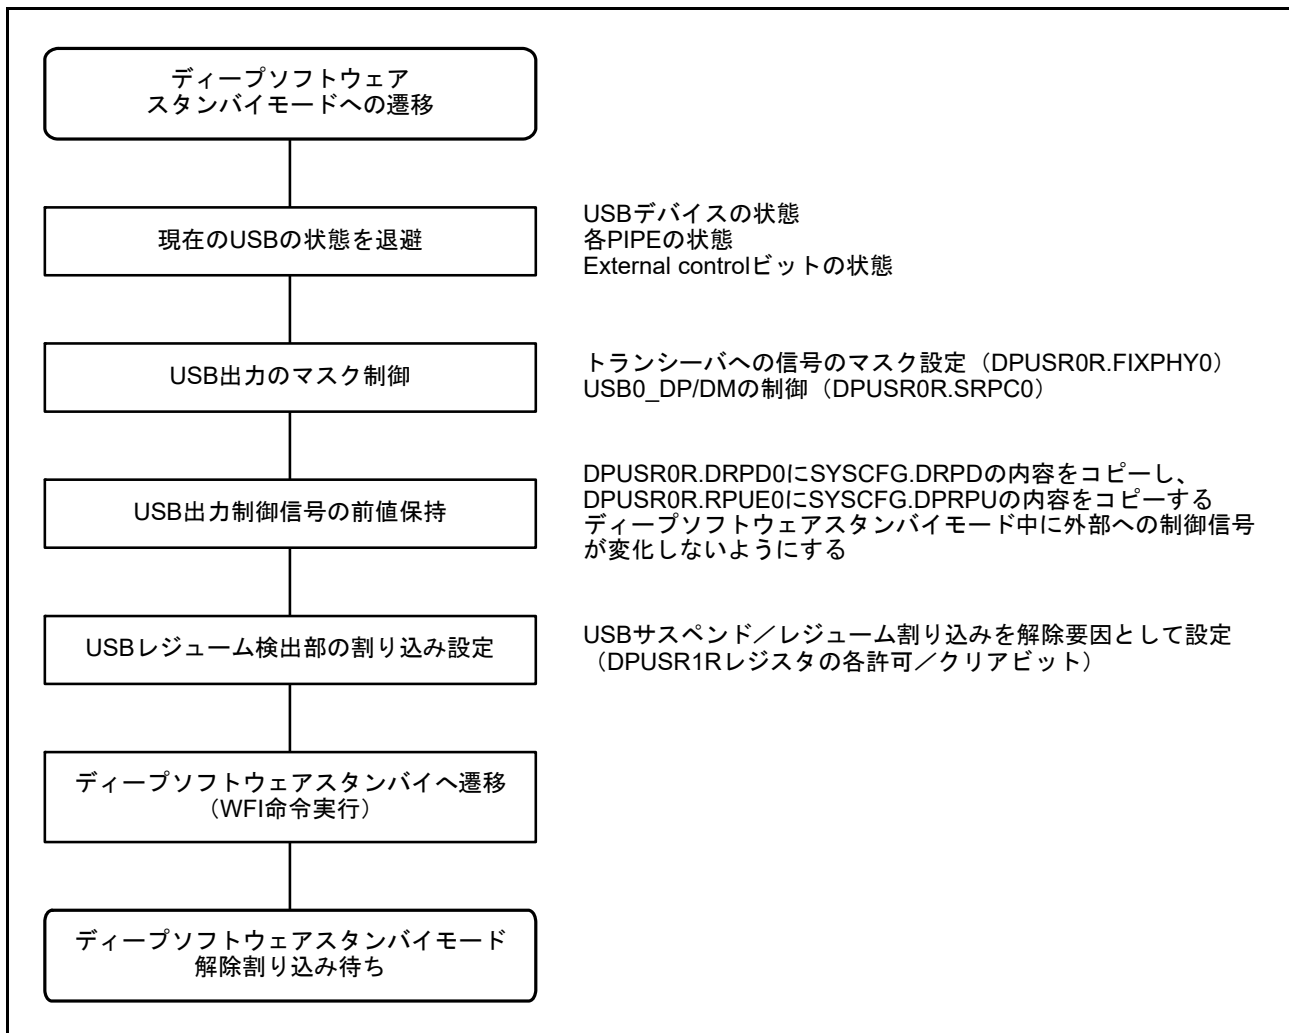 ディープソフトウェア
スタンバイモードへの遷移
現在のUSBの状態を退避
USBデバイスの状態
各PIPEの状態
External controlビットの状態
USB出力のマスク制御
トランシーバへの信号のマスク設定（DPUSR0R.FIXPHY0）
USB0_DP/DMの制御（DPUSR0R.SRPC0）
USB出力制御信号の前値保持
DPUSR0R.DRPD0にSYSCFG.DRPDの内容をコピーし、
DPUSR0R.RPUE0にSYSCFG.DPRPUの内容をコピーする
ディープソフトウェアスタンバイモード中に外部への制御信号
が変化しないようにする
USBレジューム検出部の割り込み設定
USBサスペンド／レジューム割り込みを解除要因として設定
（DPUSR1Rレジスタの各許可／クリアビット）
ディープソフトウェアスタンバイへ遷移
（WFI命令実行）
ディープソフトウェアスタンバイモード
解除割り込み待ち